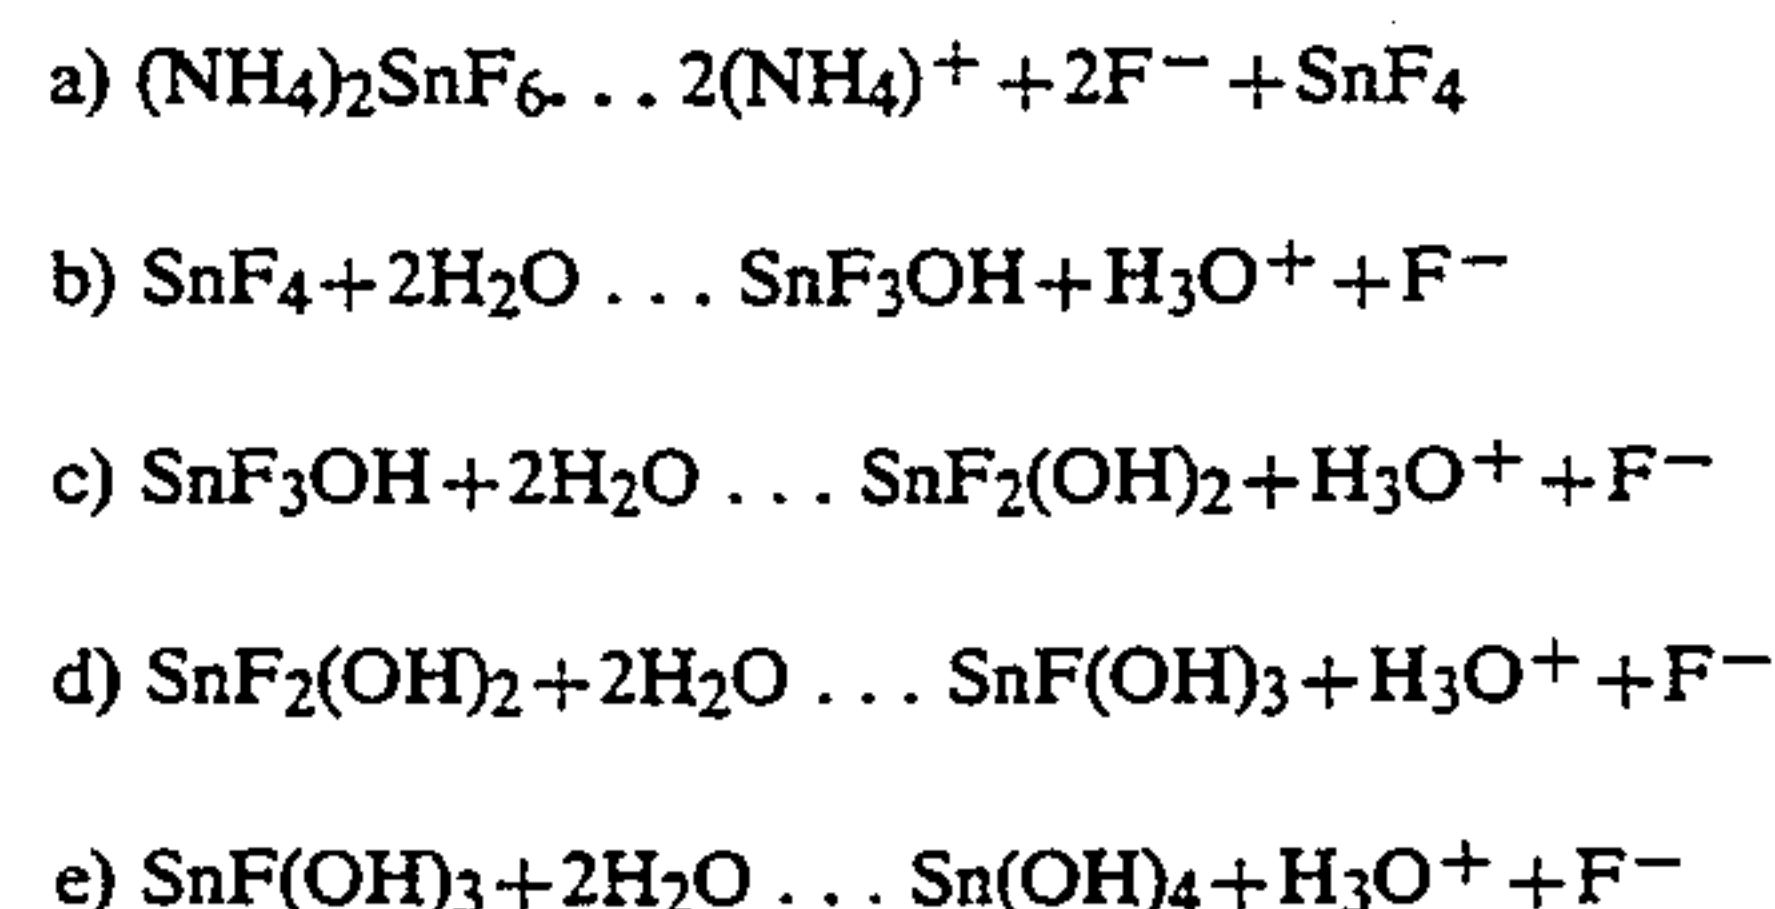 a) (NH₄)₂SnF₆. . . 2(NH₄)⁺+2F⁻+SnF₄
b) SnF₄+2H₂O . . . SnF₃OH+H₃O⁺+F⁻
c) SnF₃OH+2H₂O . . . SnF₂(OH)₂+H₃O⁺+F⁻
d) SnF₂(OH)₂+2H₂O . . . SnF(OH)₃+H₃O⁺+F⁻
e) SnF(OH)₃+2H₂O . . . Sn(OH)₄+H₃O⁺+F⁻